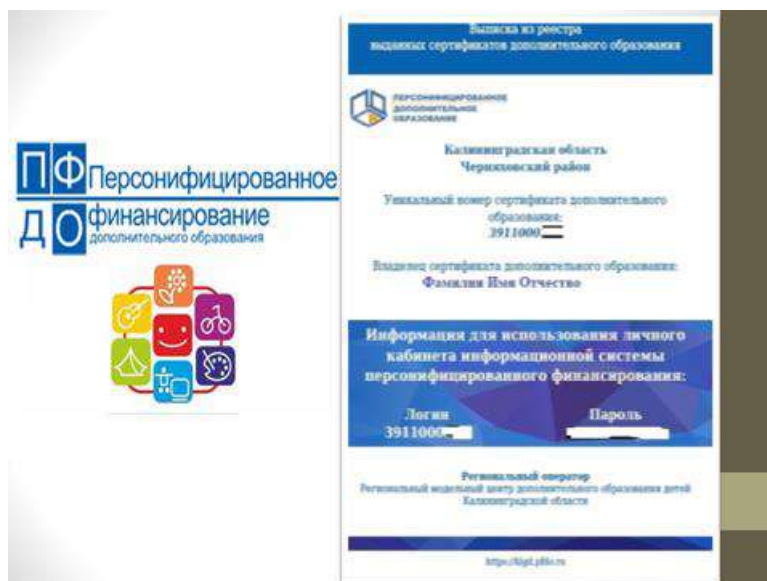 ПФ Персонифицированное
ДО финансирование
дополнительного образования
Выписка из реестра
выданных сертификатов дополнительного образования
ПЕРСОНИФИЦИРОВАННОЕ
ДОПОЛНИТЕЛЬНОЕ
ОБРАЗОВАНИЕ
Калининградская область
Черняховский район
Уникальный номер сертификата дополнительного
образования:
3911000
Владелец сертификата дополнительного образования:
Фамилия Имя Отчество
Информация для использования личного
кабинета информационной системы
персонифицированного финансирования:
Логин Пароль
3911000
Региональный оператор
Региональный модельный центр дополнительного образования детей
Калининградской области